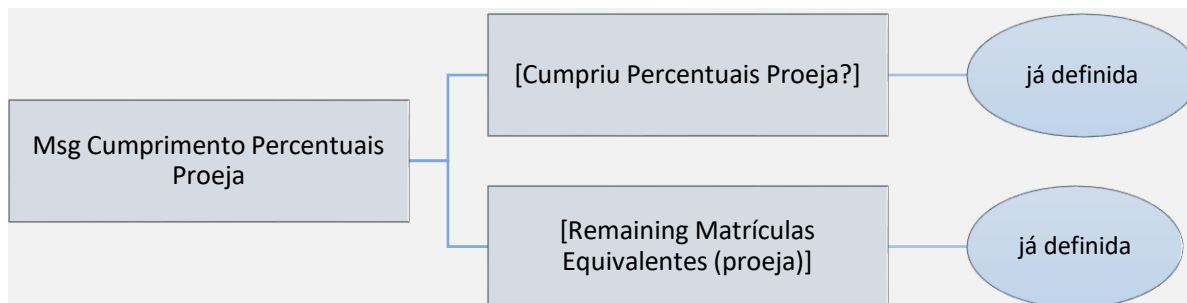 Msg Cumprimento Percentuais
Proeja
[Cumpriu Percentuais Proeja?]
já definida
[Remaining Matrículas
Equivalentes (proeja)]
já definida